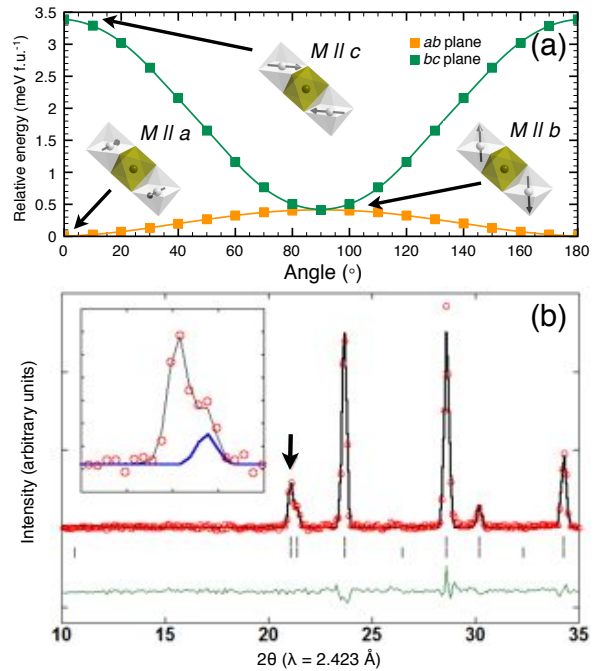 (a)
Relative energy (meV f.u.⁻¹)
3.5
3
2.5
2
1.5
1
0.5
0
ab plane
bc plane
M // c
M // a
M // b
0 20 40 60 80 100 120 140 160 180
Angle (°)
(b)
Intensity (arbitrary units)
10 15 20 25 30 35
2θ (λ = 2.423 Å)